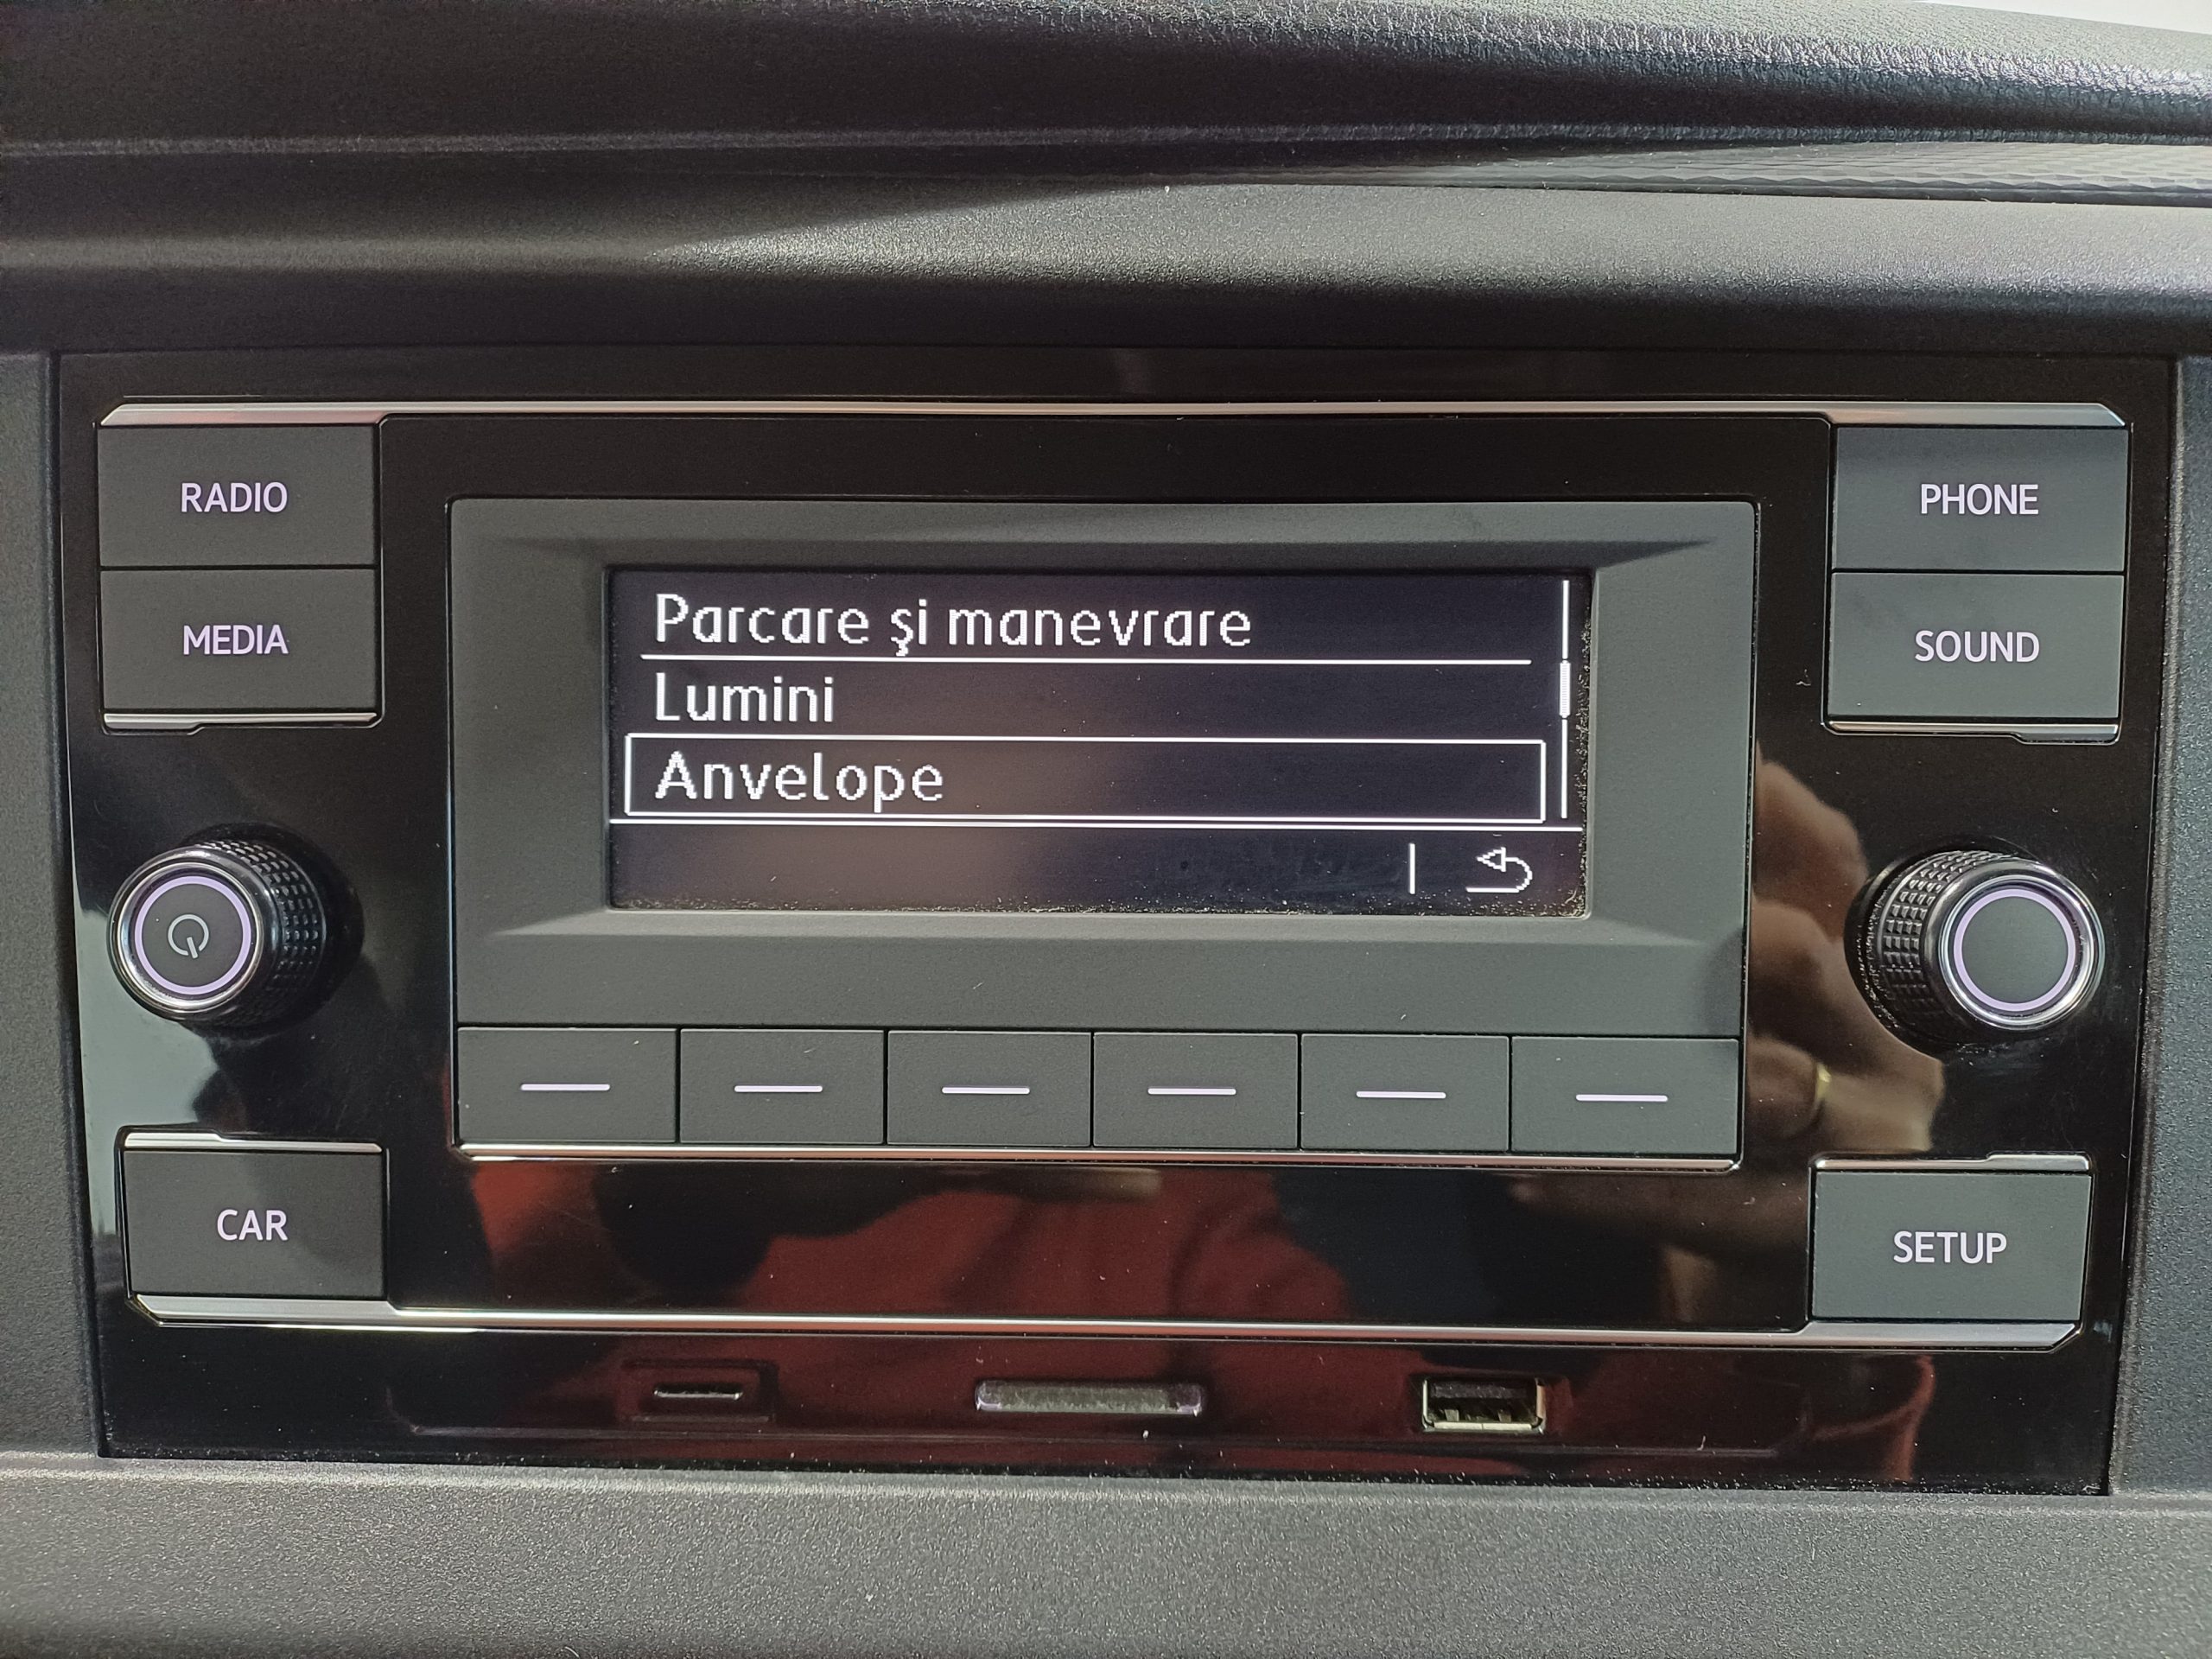 RADIO
MEDIA
PHONE
SOUND
Parcare şi manevrare
Lumini
Anvelope
CAR
SETUP